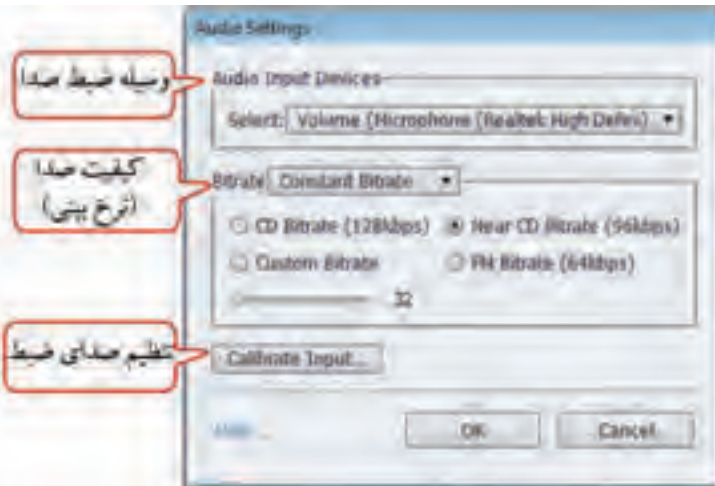 Audio Settings
وسیله ضبط صدا
Audio Input Devices
Select: Volume (Microphone (Realtek High Defini)
کیفیت صدا
(نرخ بیتی)
Bitrate Constant Bitrate
CD Bitrate (128kbps) Near CD Bitrate (96kbps)
Custom Bitrate FM Bitrate (64kbps)
32
تنظیم صدای ضبط
Calibrate Input...
OK Cancel